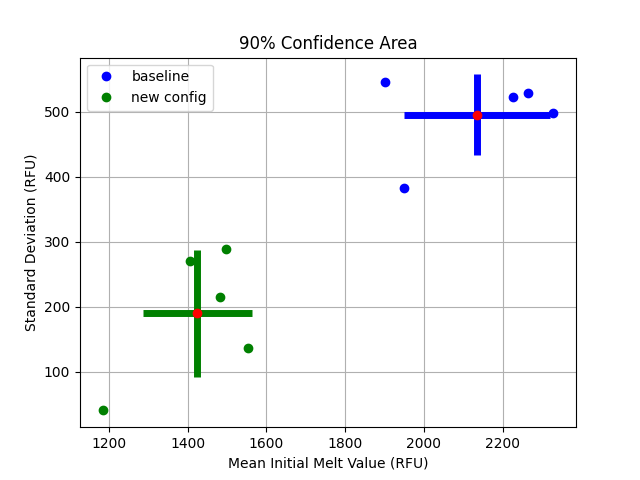 90% Confidence Area
baseline
new config
Standard Deviation (RFU)
500
400
300
200
100
1200 1400 1600 1800 2000 2200
Mean Initial Melt Value (RFU)